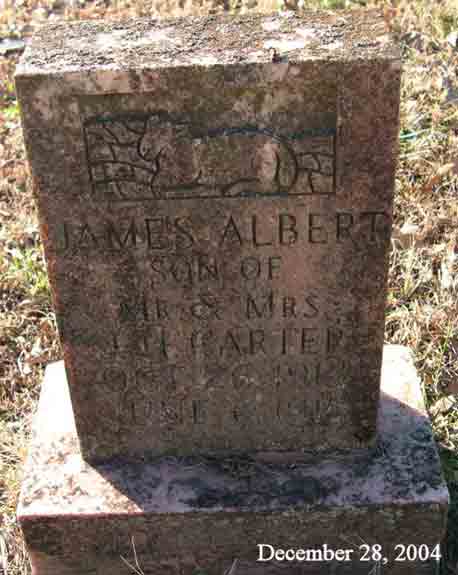 JAMES ALBERT
SON OF
MR & MRS
CARTER
OCT. 26
JUNE
December 28, 2004